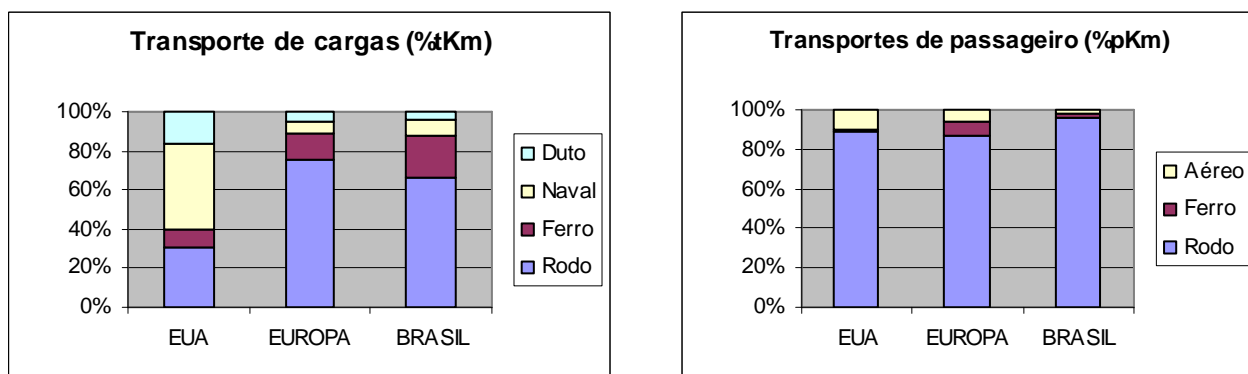 Transporte de cargas (%tKm)
100%
80%
60%
40%
20%
0%
EUA
EUROPA
BRASIL
Duto
Naval
Ferro
Rodo
Transportes de passageiro (%pKm)
100%
80%
60%
40%
20%
0%
EUA
EUROPA
BRASIL
Aéreo
Ferro
Rodo